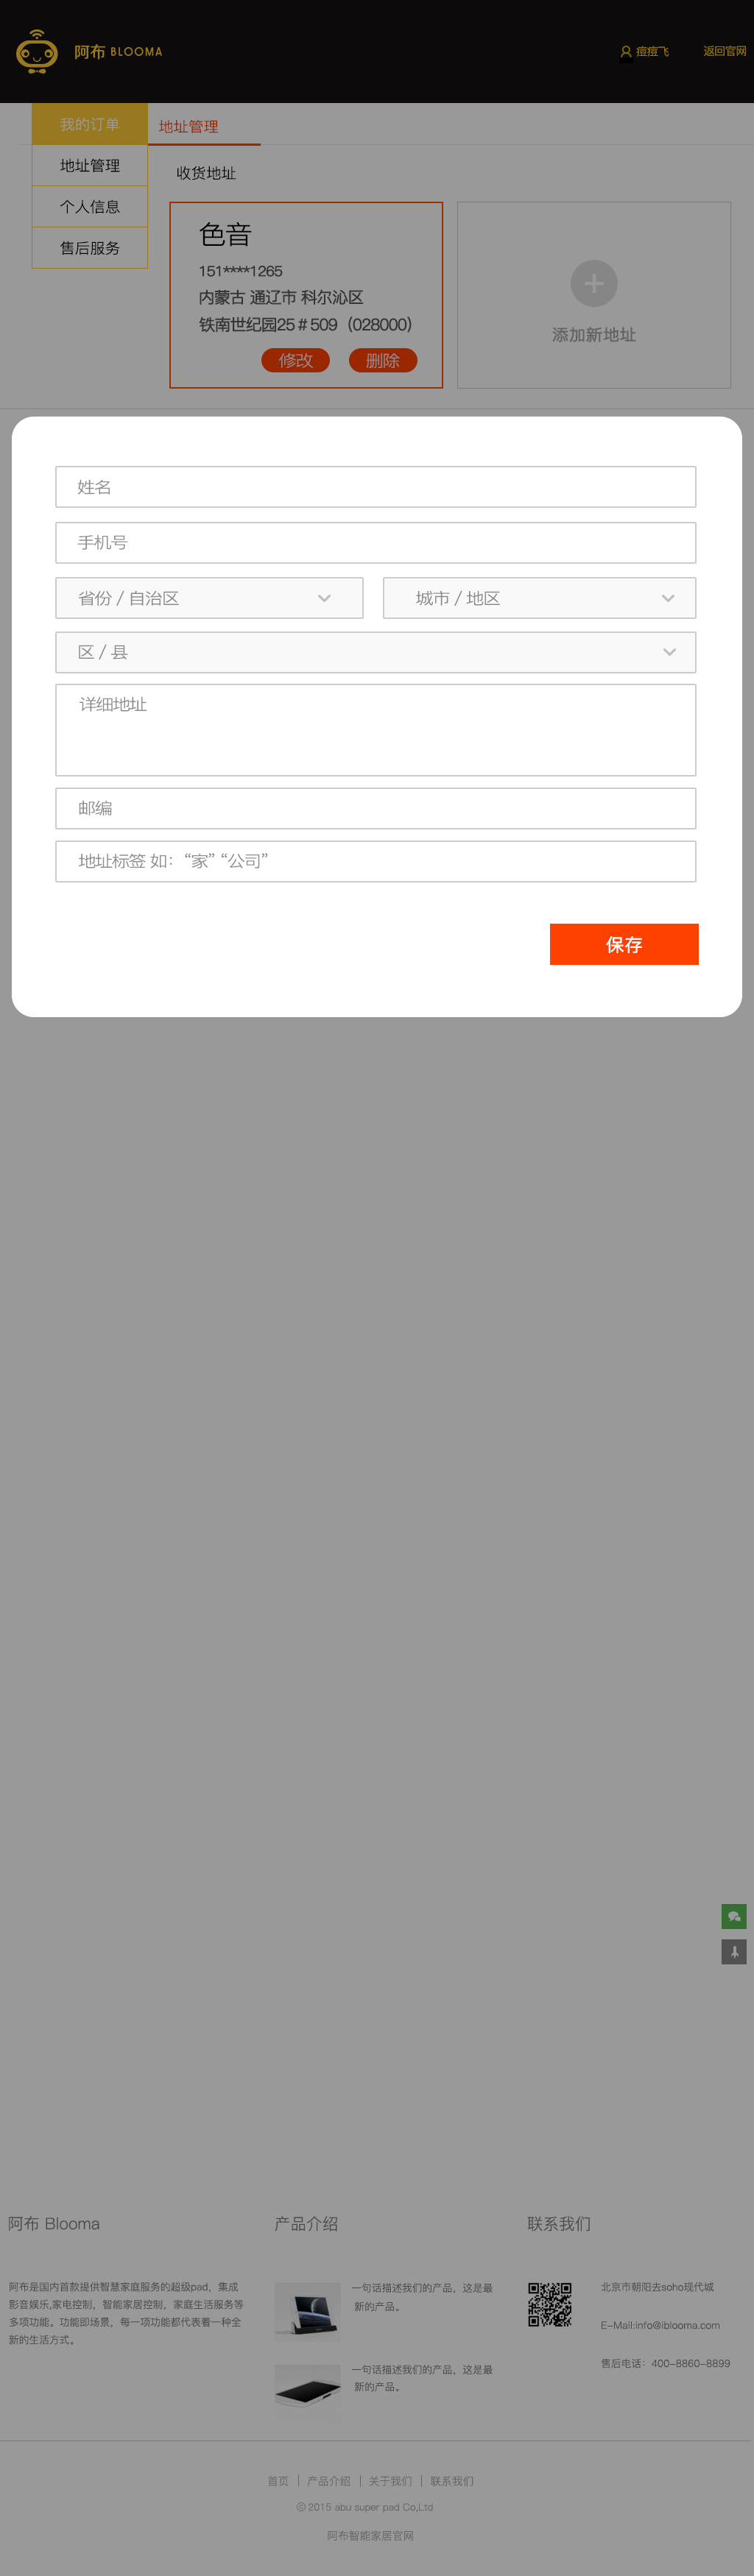 阿布 BLOOMA
痘痘飞
返回官网
我的订单
地址管理
地址管理
个人信息
售后服务
收货地址
色音
151****1265
内蒙古 通辽市 科尔沁区
铁南世纪园25＃509（028000）
修改
删除
添加新地址
姓名
手机号
省份 / 自治区
城市 / 地区
区 / 县
详细地址
邮编
地址标签 如：“家” “公司”
保存
阿布 Blooma
阿布是国内首款提供智慧家庭服务的超级pad，集成
影音娱乐,家电控制，智能家居控制，家庭生活服务等
多项功能。功能即场景，每一项功能都代表着一种全
新的生活方式。
产品介绍
一句话描述我们的产品，这是最
新的产品。
一句话描述我们的产品，这是最
新的产品。
联系我们
北京市朝阳去soho现代城
E-Mail:info@iblooma.com
售后电话：400-8860-8899
首页 | 产品介绍 | 关于我们 | 联系我们
© 2015 abu super pad Co,Ltd
阿布智能家居官网